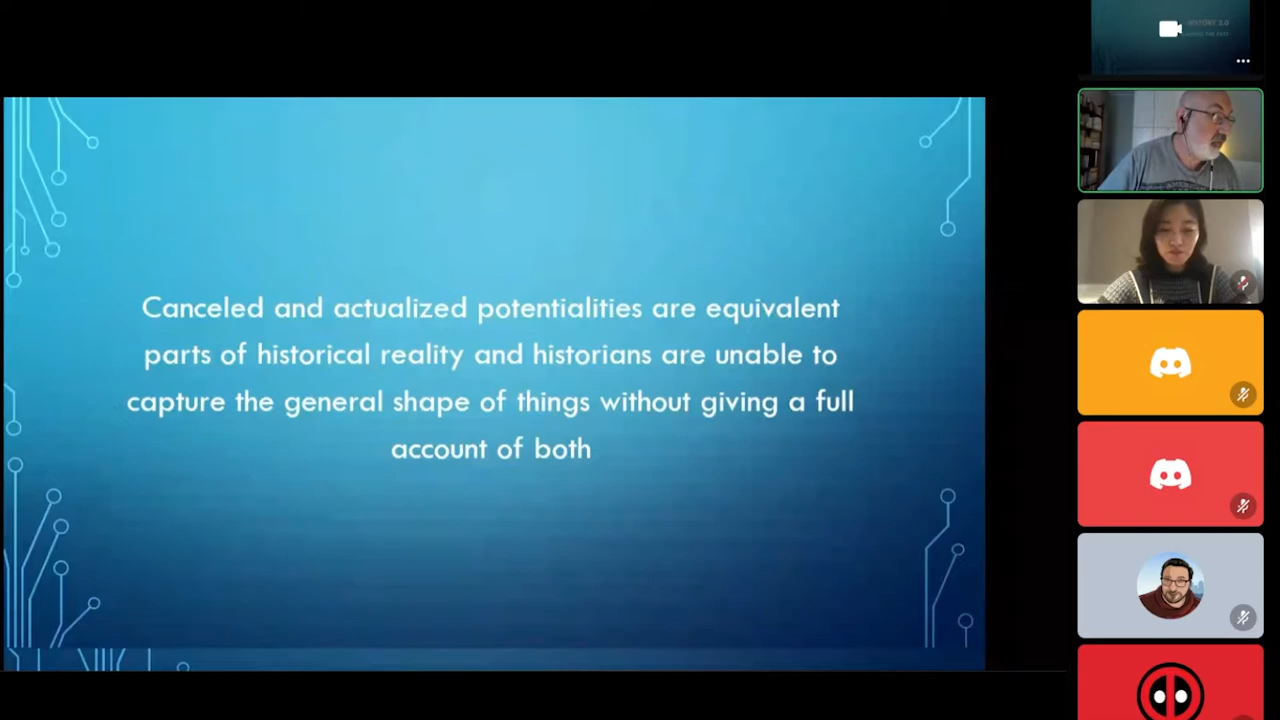 Canceled and actualized potentialities are equivalent
parts of historical reality and historians are unable to
capture the general shape of things without giving a full
account of both